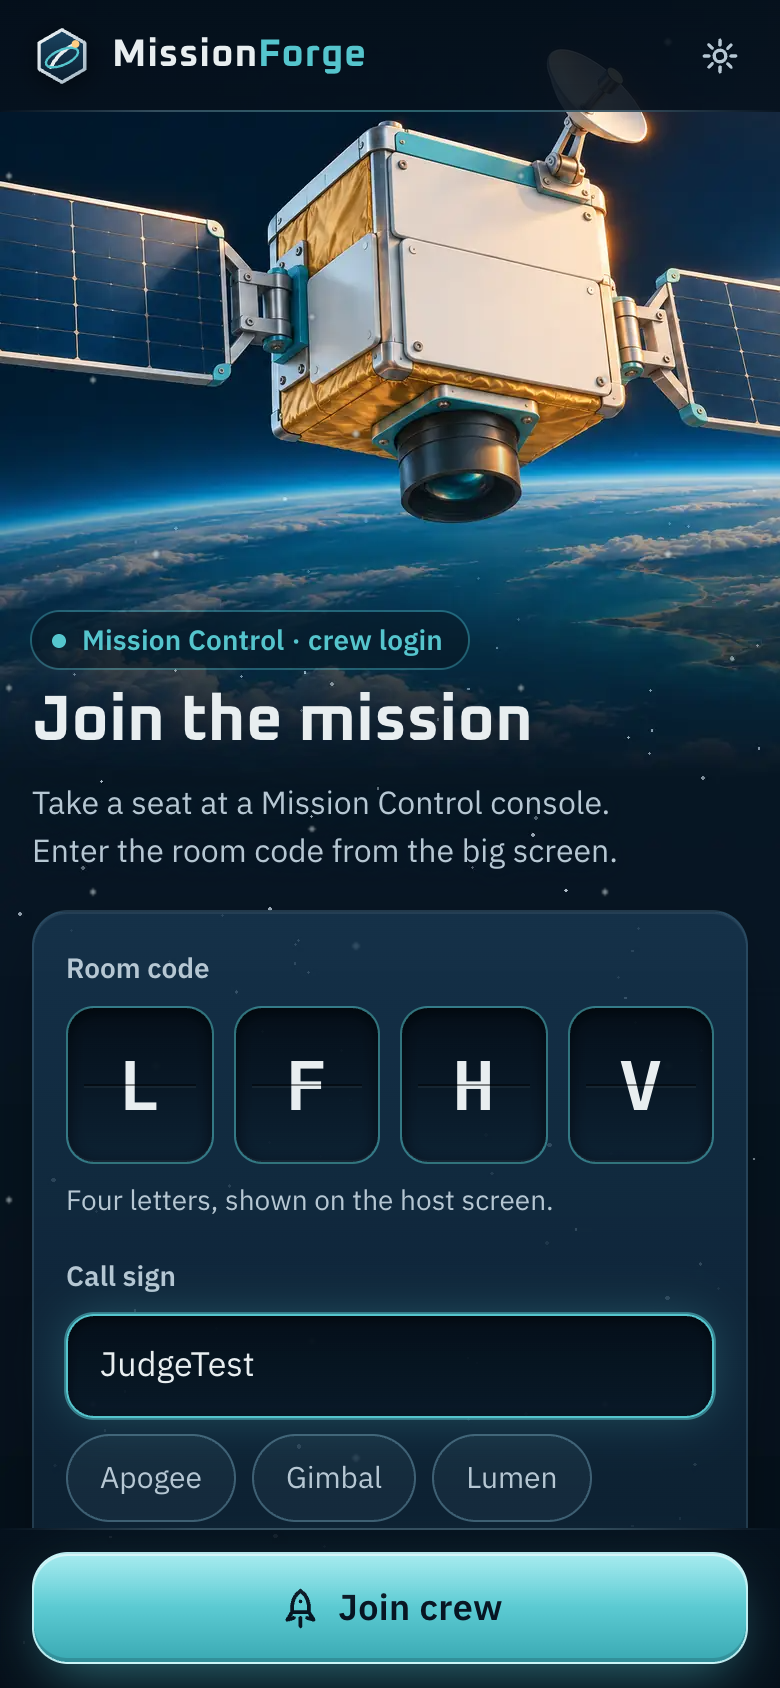 MissionForge
Mission Control · crew login
Join the mission
Take a seat at a Mission Control console.
Enter the room code from the big screen.
Room code
L F H V
Four letters, shown on the host screen.
Call sign
JudgeTest
Apogee Gimbal Lumen
Join crew